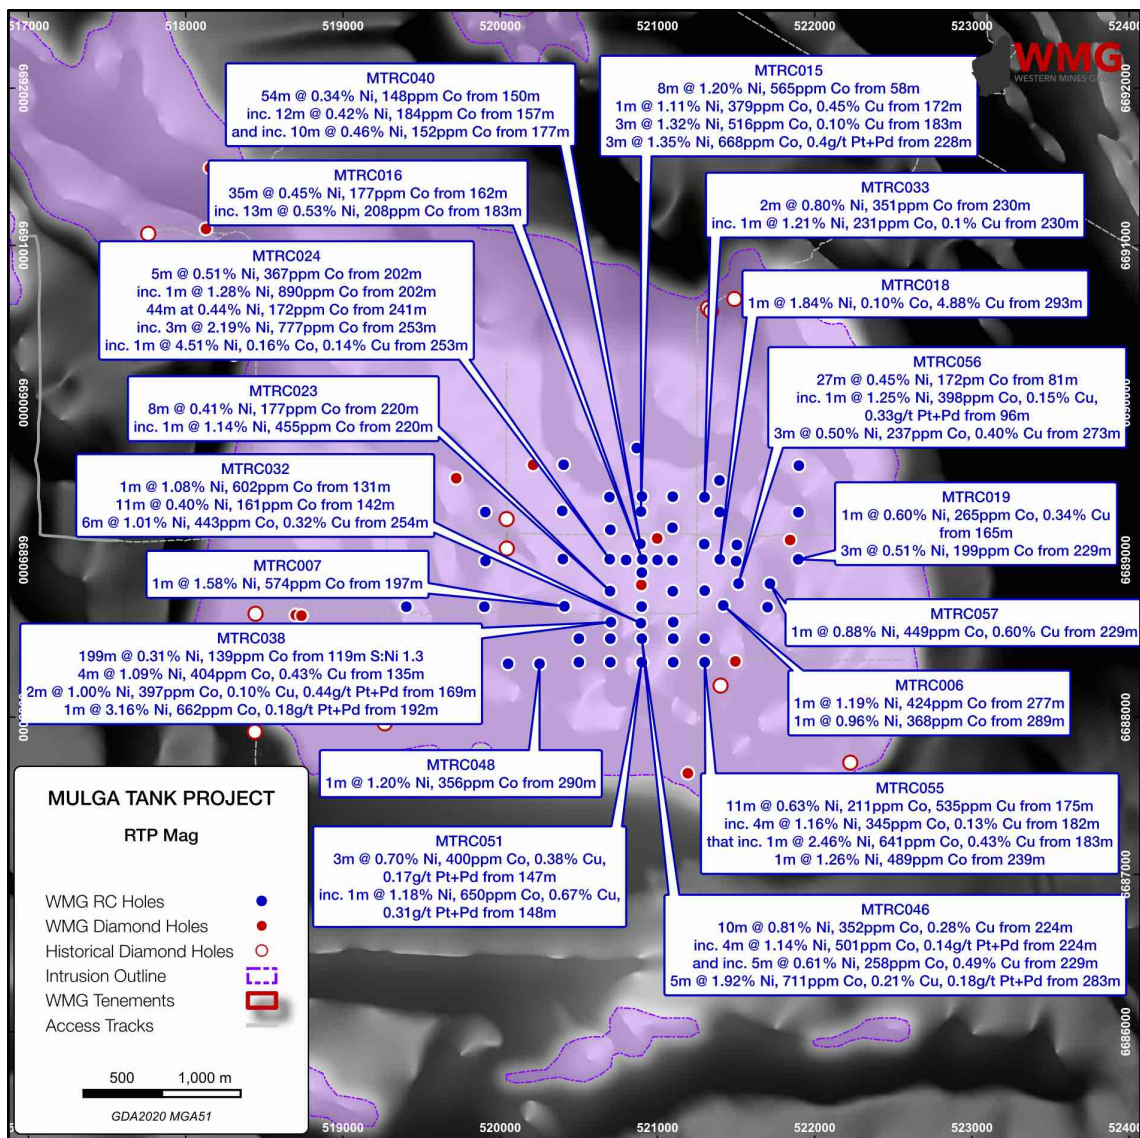 517000
518000
519000
520000
521000
522000
523000
524000
6692000
6692000
WMG
WESTERN MINES
MTRC040
54m @ 0.34% Ni, 148ppm Co from 150m
inc. 12m @ 0.42% Ni, 184ppm Co from 157m
and inc. 10m @ 0.46% Ni, 152ppm Co from 177m
MTRC015
8m @ 1.20% Ni, 565ppm Co from 58m
1m @ 1.11% Ni, 379ppm Co, 0.45% Cu from 172m
3m @ 1.32% Ni, 516ppm Co, 0.10% Cu from 183m
3m @ 1.35% Ni, 668ppm Co, 0.4g/t Pt+Pd from 228m
MTRC016
35m @ 0.45% Ni, 177ppm Co from 162m
inc. 13m @ 0.53% Ni, 208ppm Co from 183m
MTRC033
2m @ 0.80% Ni, 351ppm Co from 230m
inc. 1m @ 1.21% Ni, 231ppm Co, 0.1% Cu from 230m
6691000
6691000
MTRC024
5m @ 0.51% Ni, 367ppm Co from 202m
inc. 1m @ 1.28% Ni, 890ppm Co from 202m
44m at 0.44% Ni, 172ppm Co from 241m
inc. 3m @ 2.19% Ni, 777ppm Co from 253m
inc. 1m @ 4.51% Ni, 0.16% Co, 0.14% Cu from 253m
MTRC018
1m @ 1.84% Ni, 0.10% Co, 4.88% Cu from 293m
MTRC056
27m @ 0.45% Ni, 172pm Co from 81m
inc. 1m @ 1.25% Ni, 398ppm Co, 0.15% Cu,
0.33g/t Pt+Pd from 96m
3m @ 0.50% Ni, 237ppm Co, 0.40% Cu from 273m
6690000
MTRC023
8m @ 0.41% Ni, 177ppm Co from 220m
inc. 1m @ 1.14% Ni, 455ppm Co from 220m
MTRC032
1m @ 1.08% Ni, 602ppm Co from 131m
11m @ 0.40% Ni, 161ppm Co from 142m
6m @ 1.01% Ni, 443ppm Co, 0.32% Cu from 254m
MTRC019
1m @ 0.60% Ni, 265ppm Co, 0.34% Cu
from 165m
3m @ 0.51% Ni, 199ppm Co from 229m
6689000
6689000
MTRC007
1m @ 1.58% Ni, 574ppm Co from 197m
MTRC057
1m @ 0.88% Ni, 449ppm Co, 0.60% Cu from 229m
MTRC038
199m @ 0.31% Ni, 139ppm Co from 119m S:Ni 1.3
4m @ 1.09% Ni, 404ppm Co, 0.43% Cu from 135m
2m @ 1.00% Ni, 397ppm Co, 0.10% Cu, 0.44g/t Pt+Pd from 169m
1m @ 3.16% Ni, 662ppm Co, 0.18g/t Pt+Pd from 192m
MTRC006
1m @ 1.19% Ni, 424ppm Co from 277m
1m @ 0.96% Ni, 368ppm Co from 289m
6688000
MTRC048
1m @ 1.20% Ni, 356ppm Co from 290m
MTRC055
11m @ 0.63% Ni, 211ppm Co, 535ppm Cu from 175m
inc. 4m @ 1.16% Ni, 345ppm Co, 0.13% Cu from 182m
that inc. 1m @ 2.46% Ni, 641ppm Co, 0.43% Cu from 183m
1m @ 1.26% Ni, 489ppm Co from 239m
MTRC051
3m @ 0.70% Ni, 400ppm Co, 0.38% Cu,
0.17g/t Pt+Pd from 147m
inc. 1m @ 1.18% Ni, 650ppm Co, 0.67% Cu,
0.31g/t Pt+Pd from 148m
6687000
MTRC046
10m @ 0.81% Ni, 352ppm Co, 0.28% Cu from 224m
inc. 4m @ 1.14% Ni, 501ppm Co, 0.14g/t Pt+Pd from 224m
and inc. 5m @ 0.61% Ni, 258ppm Co, 0.49% Cu from 229m
5m @ 1.92% Ni, 711ppm Co, 0.21% Cu, 0.18g/t Pt+Pd from 283m
6686000
MULGA TANK PROJECT
RTP Mag
WMG RC Holes
WMG Diamond Holes
Historical Diamond Holes
Intrusion Outline
WMG Tenements
Access Tracks
500
1,000 m
GDA2020 MGA51
519000
520000
521000
522000
523000